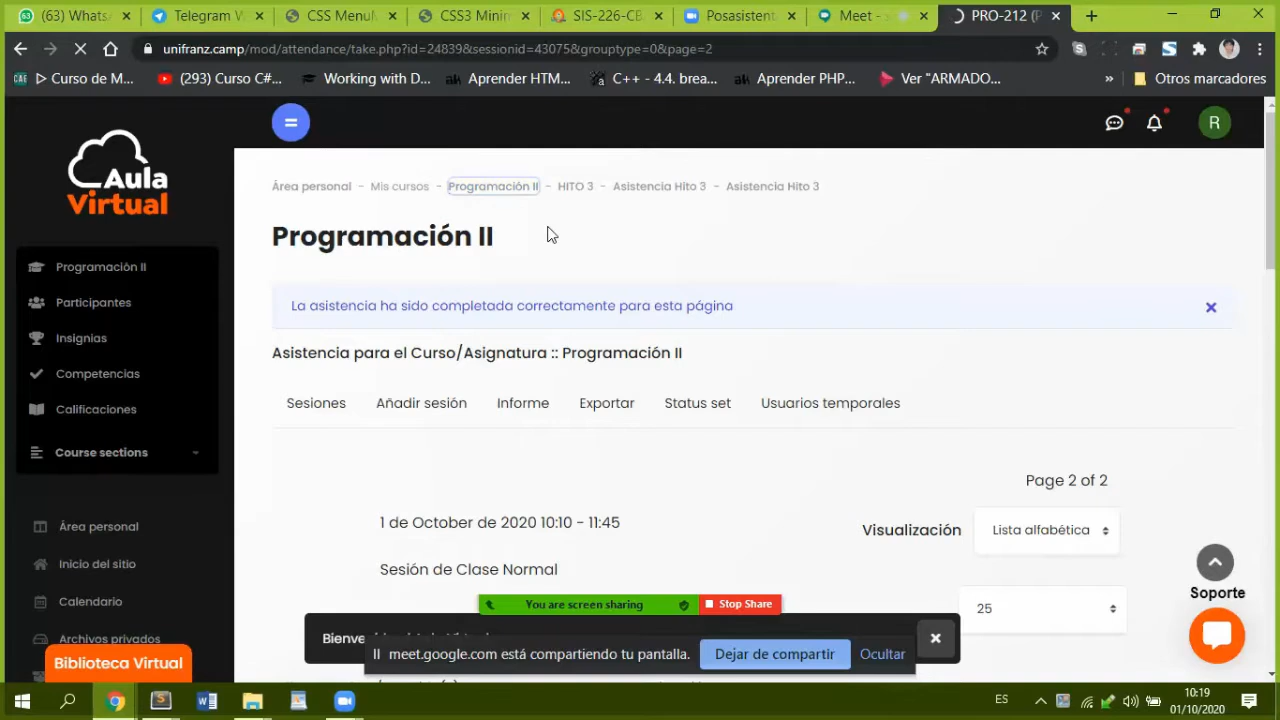 (63) WhatsA
Telegram W
CSS Menu
CSS3 Minim
SIS-226-CB
Posasistent
Meet - s
PRO-212 (P
unifranz.camp/mod/attendance/take.php?id=24839&sessionid=43075&grouptype=0&page=2
▷ Curso de M...
(293) Curso C#...
Working with D...
Aprender HTM...
C++ - 4.4. brea...
Aprender PHP...
Ver "ARMADO...
»
Otros marcadores
Aula
Virtual
R
Área personal - Mis cursos - Programación II - HITO 3 - Asistencia Hito 3 - Asistencia Hito 3
Programación II
La asistencia ha sido completada correctamente para esta página
Asistencia para el Curso/Asignatura :: Programación II
Sesiones Añadir sesión Informe Exportar Status set Usuarios temporales
Page 2 of 2
1 de October de 2020 10:10 - 11:45
Visualización
Lista alfabética
Sesión de Clase Normal
25
Programación II
Participantes
Insignias
Competencias
Calificaciones
Course sections
Área personal
Inicio del sitio
Calendario
Archivos privados
Biblioteca Virtual
Soporte
You are screen sharing
Stop Share
meet.google.com está compartiendo tu pantalla.
Dejar de compartir
Ocultar
ES
10:19
01/10/2020